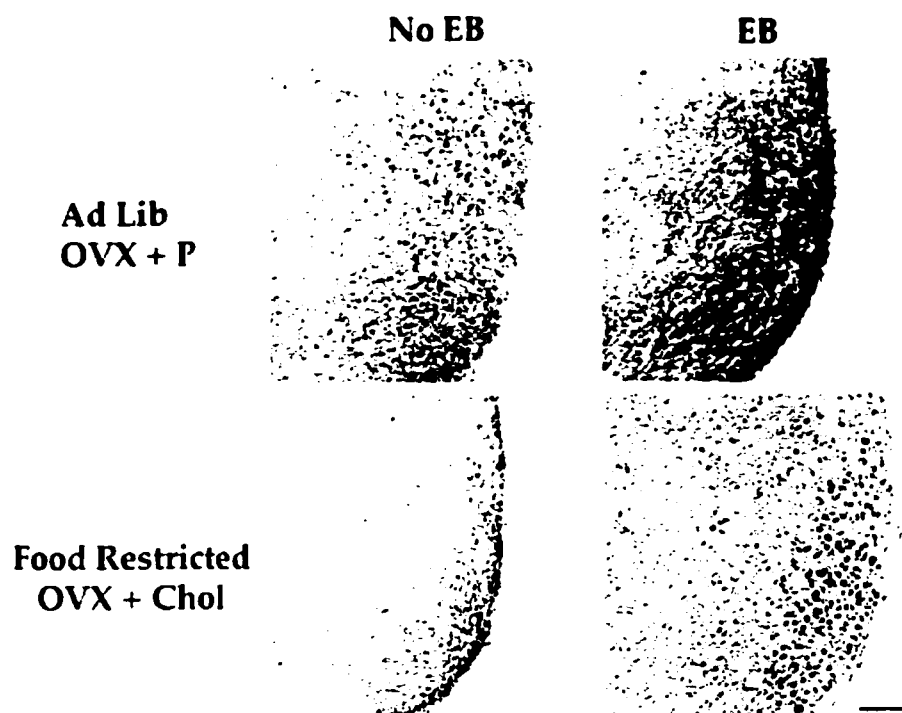 No EB
EB
Ad Lib
OVX + P
Food Restricted
OVX + Chol